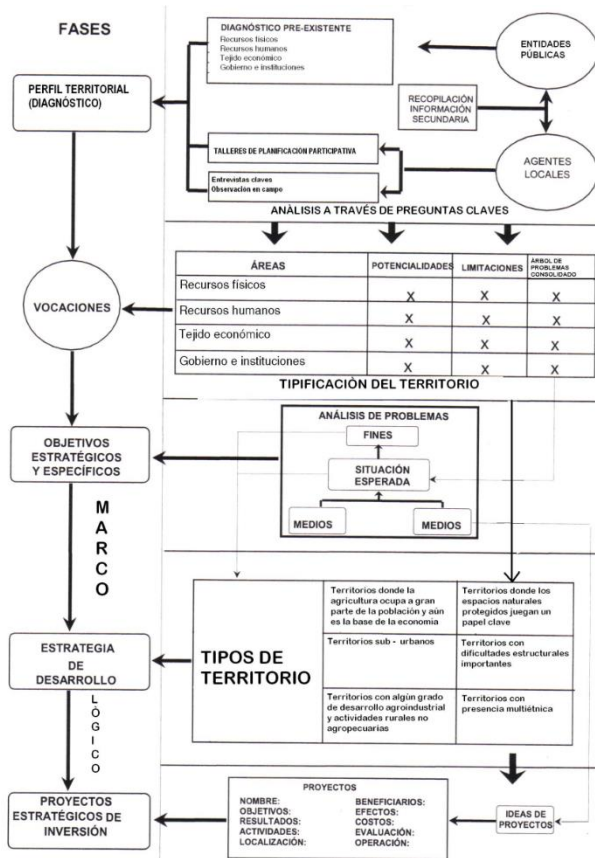 FASES
DIAGNÓSTICO PRE-EXISTENTE
Recursos físicos
Recursos humanos
Tejido económico
Gobierno e instituciones
ENTIDADES
PÚBLICAS
PERFIL TERRITORIAL
(DIAGNÓSTICO)
RECOPILACIÓN
INFORMACIÓN
SECUNDARIA
TALLERES DE PLANIFICACIÓN PARTICIPATIVA
AGENTES
LOCALES
Entrevistas claves
Observación en campo
ANÀLISIS A TRAVÉS DE PREGUNTAS CLAVES
ÁREAS
POTENCIALIDADES
LIMITACIONES
ÁRBOL DE
PROBLEMAS
CONSOLIDADO
Recursos físicos
X X X
Recursos humanos
X X X
Tejido económico
X X X
Gobierno e instituciones
X X X
VOCACIONES
TIPIFICACIÒN DEL TERRITORIO
ANÁLISIS DE PROBLEMAS
FINES
SITUACIÓN
ESPERADA
MEDIOS
MEDIOS
OBJETIVOS
ESTRATÉGICOS
Y ESPECÍFICOS
MARCO
TIPOS DE
TERRITORIO
Territorios donde la
agricultura ocupa a gran
parte de la población y aún
es la base de la economia
Territorios donde los
espacios naturales
protegidos juegan un
papel clave
Territorios sub - urbanos
Territorios con
dificultades estructurales
importantes
Territorios con algún grado
de desarrollo agroindustrial
y actividades rurales no
agropecuarias
Territorios con
presencia multiétnica
ESTRATEGIA
DE
DESARROLLO
LÒGICO
PROYECTOS
NOMBRE: BENEFICIARIOS:
OBJETIVOS: EFECTOS:
RESULTADOS: COSTOS:
ACTIVIDADES: EVALUACIÓN:
LOCALIZACIÓN: OPERACIÓN:
IDEAS DE
PROYECTOS
PROYECTOS
ESTRATÉGICOS DE
INVERSIÓN